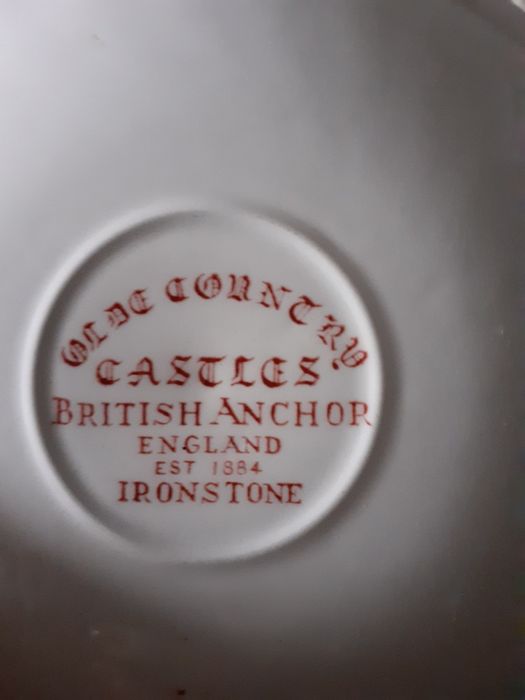 OLDE COUNTRY
CASTLES
BRITISH ANCHOR
ENGLAND
EST 1884
IRONSTONE